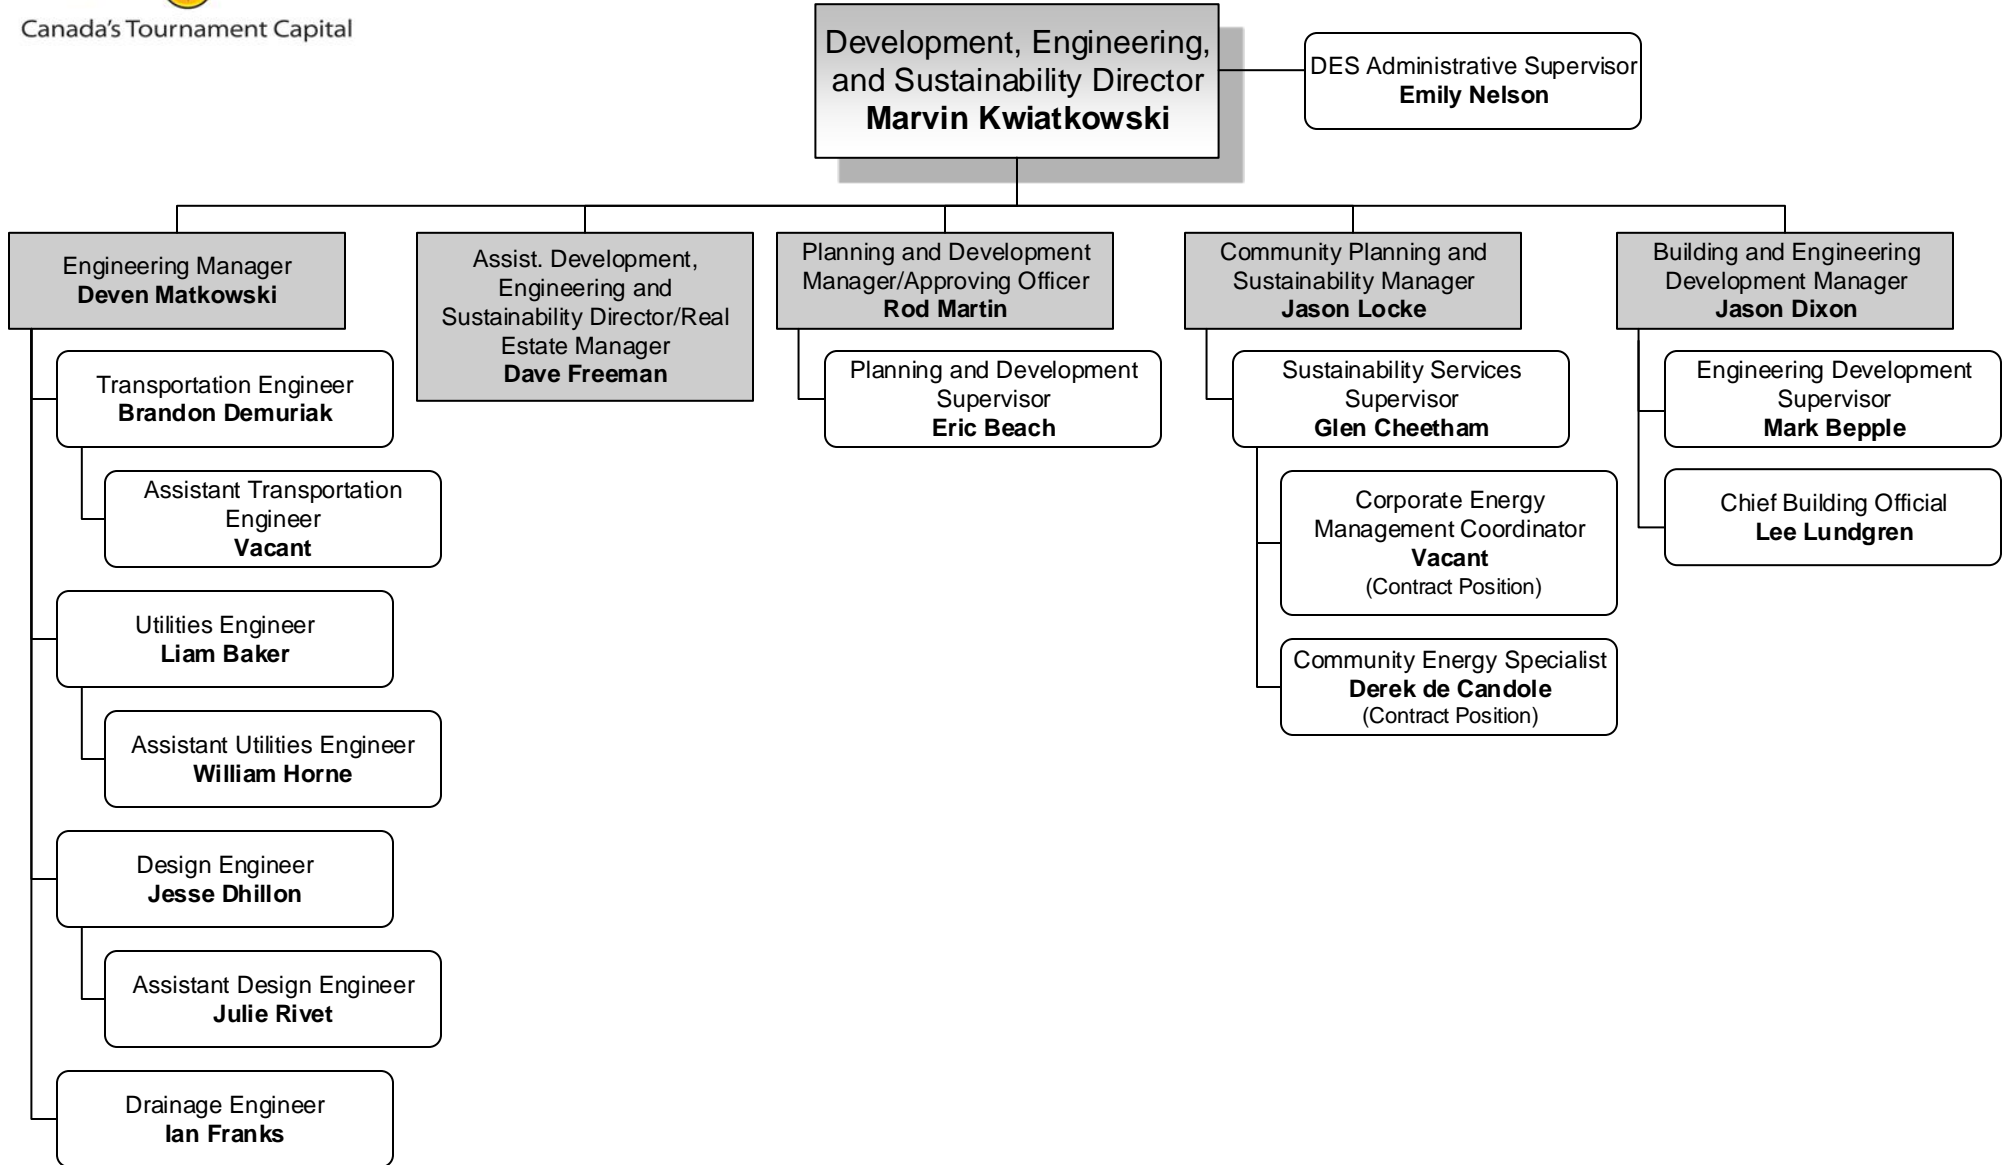 Canada's Tournament Capital
Development, Engineering,
and Sustainability Director
Marvin Kwiatkowski
DES Administrative Supervisor
Emily Nelson
Engineering Manager
Deven Matkowski
Transportation Engineer
Brandon Demuriak
Assistant Transportation
Engineer
Vacant
Utilities Engineer
Liam Baker
Assistant Utilities Engineer
William Horne
Design Engineer
Jesse Dhillon
Assistant Design Engineer
Julie Rivet
Drainage Engineer
Ian Franks
Assist. Development,
Engineering and
Sustainability Director/Real
Estate Manager
Dave Freeman
Planning and Development
Manager/Approving Officer
Rod Martin
Planning and Development
Supervisor
Eric Beach
Community Planning and
Sustainability Manager
Jason Locke
Sustainability Services
Supervisor
Glen Cheetham
Corporate Energy
Management Coordinator
Vacant
(Contract Position)
Community Energy Specialist
Derek de Candole
(Contract Position)
Building and Engineering
Development Manager
Jason Dixon
Engineering Development
Supervisor
Mark Bepple
Chief Building Official
Lee Lundgren